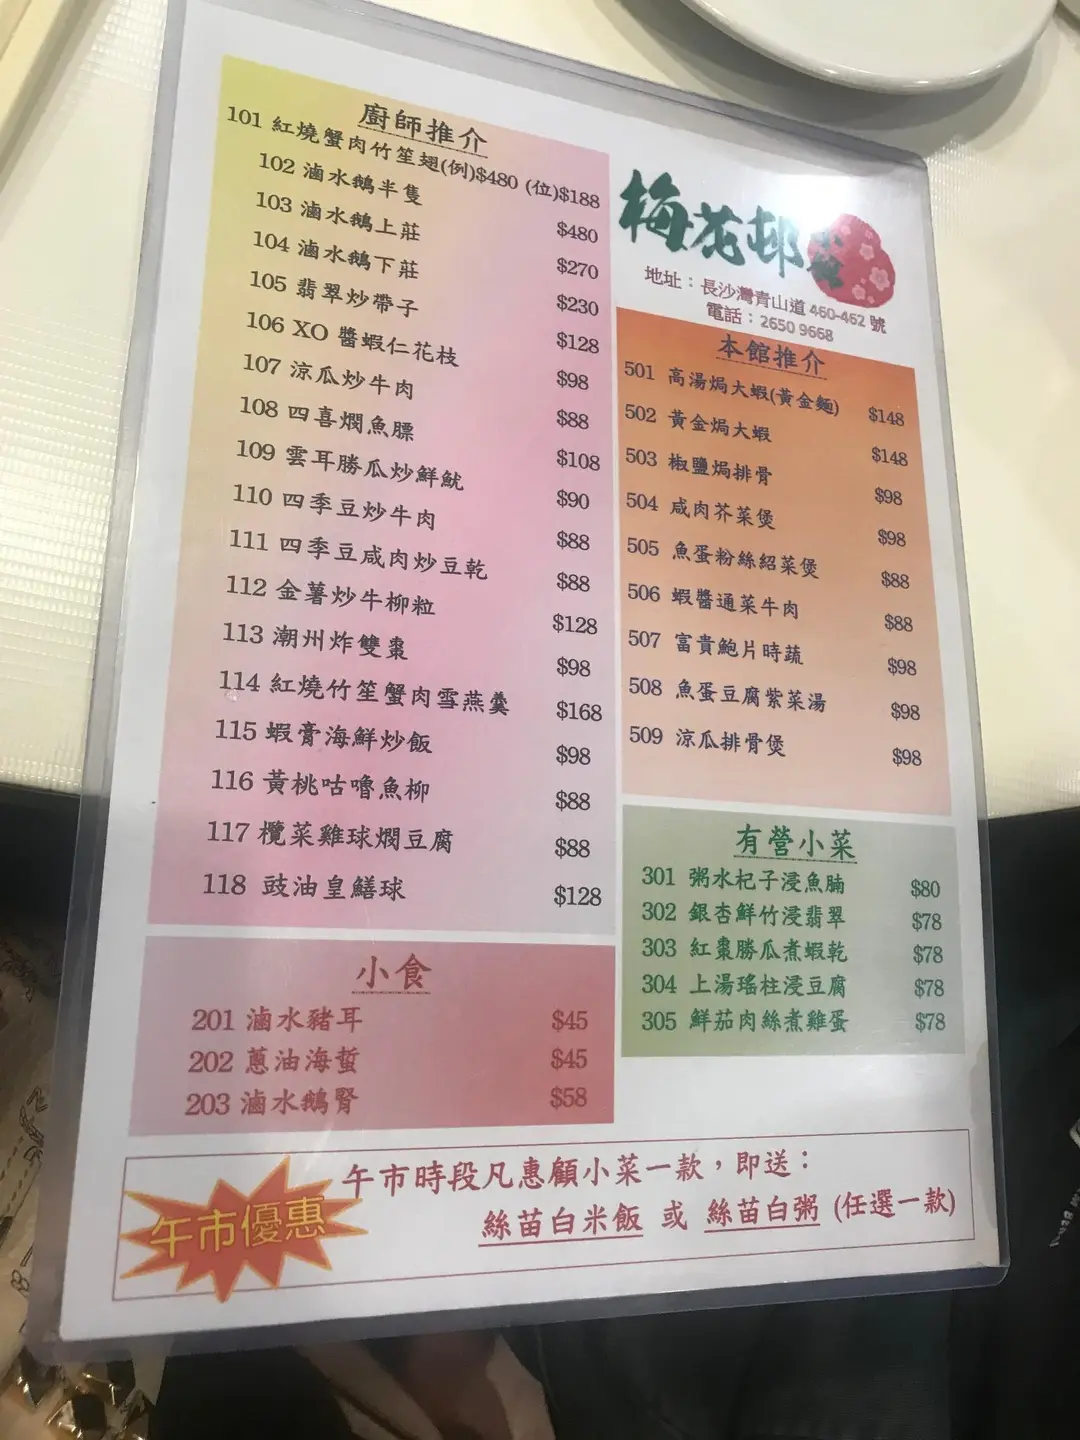 廚師推介
101 紅燒蟹肉竹笙翅(例)$480 (位)$188
102 滷水鵝半隻 $480
103 滷水鵝上莊 $270
104 滷水鵝下莊 $230
105 翡翠炒帶子 $128
106 XO 醬蝦仁花枝 $98
107 涼瓜炒牛肉 $88
108 四喜燜魚膘 $108
109 雲耳勝瓜炒鮮魷 $90
110 四季豆炒牛肉 $88
111 四季豆咸肉炒豆乾 $88
112 金薯炒牛柳粒 $128
113 潮州炸雙棗 $98
114 紅燒竹笙蟹肉雪燕羹 $168
115 蝦膏海鮮炒飯 $98
116 黃桃咕嚕魚柳 $88
117 欖菜雞球燜豆腐 $88
118 豉油皇鱔球 $128
小食
201 滷水豬耳 $45
202 蔥油海蜇 $45
203 滷水鵝腎 $58
梅花邨
地址：長沙灣青山道 460-462 號
電話：2650 9668
本館推介
501 高湯焗大蝦(黃金麵) $148
502 黃金焗大蝦 $148
503 椒鹽焗排骨 $98
504 咸肉芥菜煲 $98
505 魚蛋粉絲紹菜煲 $88
506 蝦醬通菜牛肉 $88
507 富貴鮑片時蔬 $98
508 魚蛋豆腐紫菜湯 $98
509 涼瓜排骨煲 $98
有營小菜
301 粥水杞子浸魚腩 $80
302 銀杏鮮竹浸翡翠 $78
303 紅棗勝瓜煮蝦乾 $78
304 上湯瑤柱浸豆腐 $78
305 鮮茄肉絲煮雞蛋 $78
午市優惠
午市時段凡惠顧小菜一款，即送：
絲苗白米飯 或 絲苗白粥 (任選一款)